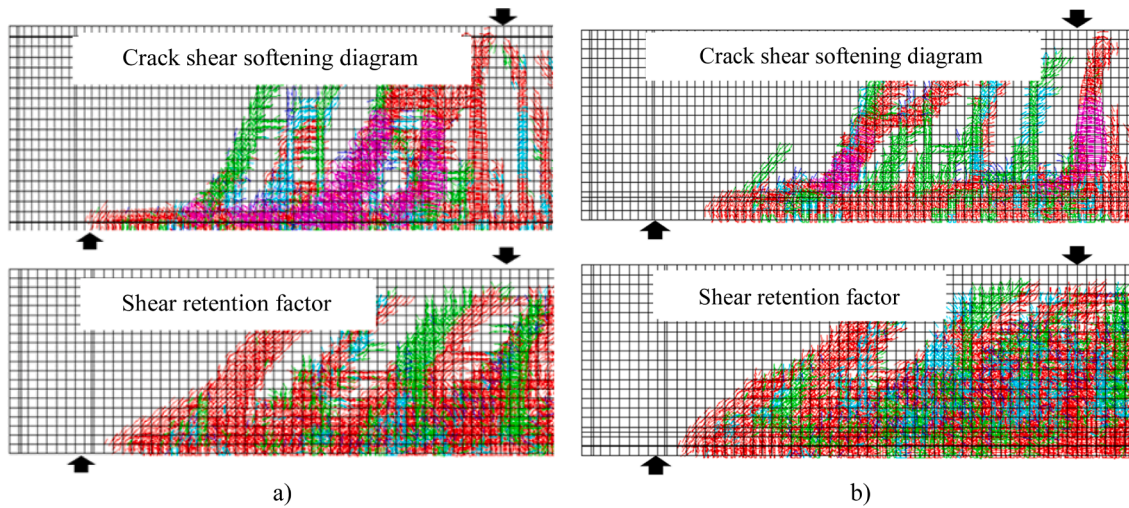 Crack shear softening diagram
Crack shear softening diagram
Shear retention factor
Shear retention factor
a)
b)